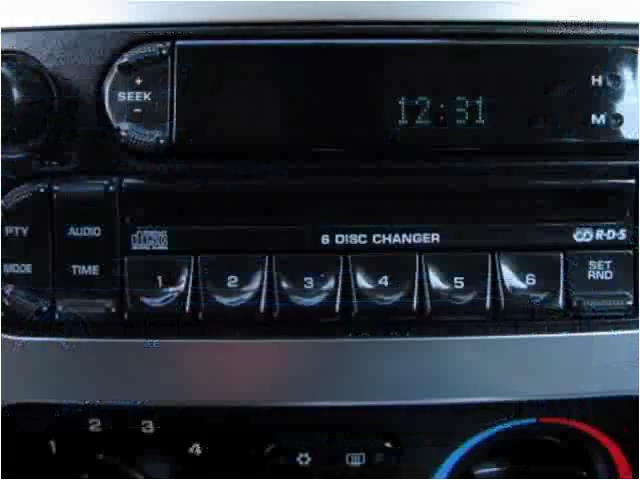 +
SEEK
-
H
12:31
M
PTY AUDIO
6 DISC CHANGER R·D·S
MODE TIME
1 2 3 4 5 6 SET
RND
1 2 3 4